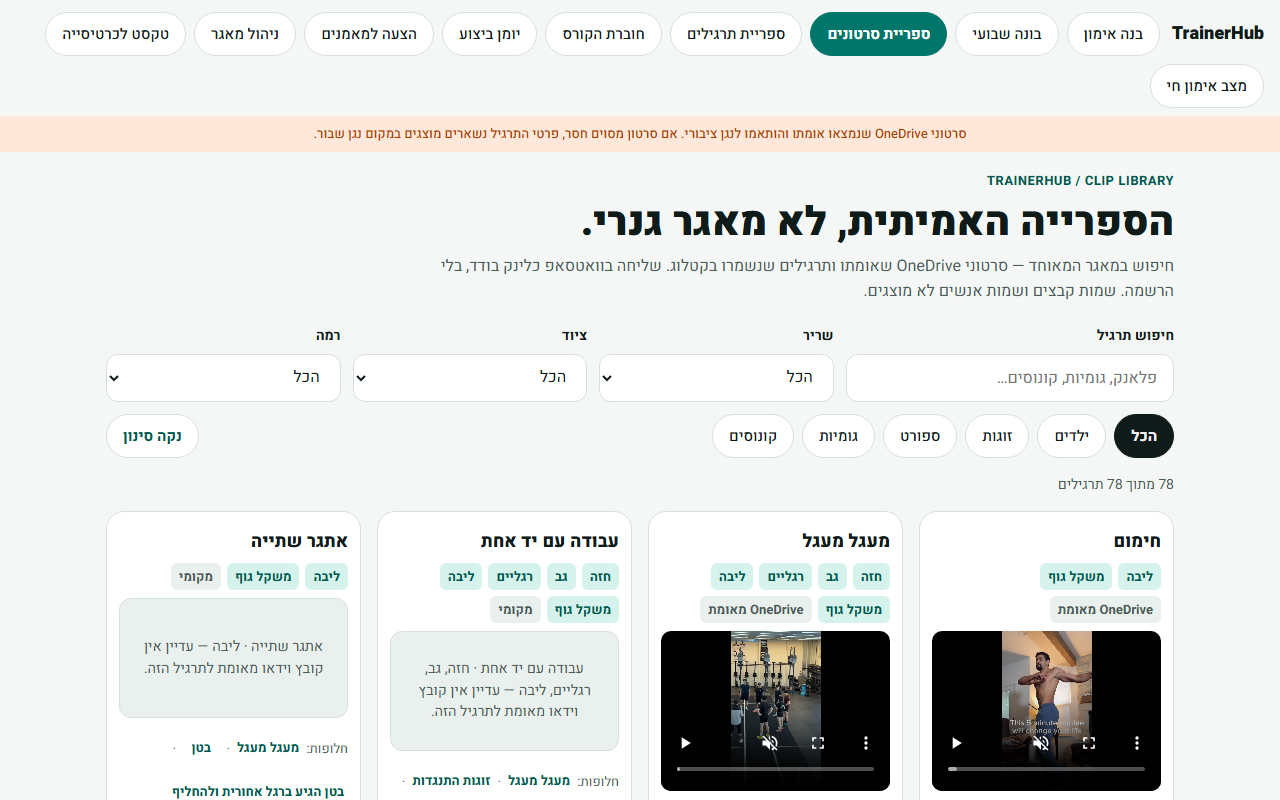 TrainerHub
בנה אימון
בונה שבועי
ספריית סרטונים
ספריית תרגילים
חוברת הקורס
יומן ביצוע
הצעה למאמנים
ניהול מאגר
טקסט לכרטיסייה
מצב אימון חי
סרטוני OneDrive שנמצאו אומתו והותאמו לנגן ציבורי. אם סרטון מסוים חסר, פרטי התרגיל נשארים מוצגים במקום נגן שבור.
TRAINERHUB / CLIP LIBRARY
הספרייה האמיתית, לא מאגר גנרי.
חיפוש במאגר המאוחד — סרטוני OneDrive שאומתו ותרגילים שנשמרו בקטלוג. שליחה בוואטסאפ כלינק בודד, בלי
הרשמה. שמות קבצים ושמות אנשים לא מוצגים.
חיפוש תרגיל
שריר
ציוד
רמה
פלאנק, גומיות, קונוסים...
הכל
הכל
הכל
הכל
ילדים
זוגות
ספורט
גומיות
קונוסים
נקה סינון
78 מתוך 78 תרגילים
חימום
ליבה
משקל גוף
OneDrive מאומת
This 5 minute routine
will change your life
מעגל מעגל
חזה
גב
רגליים
ליבה
משקל גוף
OneDrive מאומת
עבודה עם יד אחת
חזה
גב
רגליים
ליבה
משקל גוף
מקומי
עבודה עם יד אחת · חזה, גב,
רגליים, ליבה — עדיין אין קובץ
וידאו מאומת לתרגיל הזה.
חלופות: מעגל מעגל · זוגות התנגדות ·
אתגר שתייה
ליבה
משקל גוף
מקומי
אתגר שתייה · ליבה — עדיין אין
קובץ וידאו מאומת לתרגיל הזה.
חלופות: מעגל מעגל · בטן ·
בטן הגיע ברגל אחורית ולהחליף